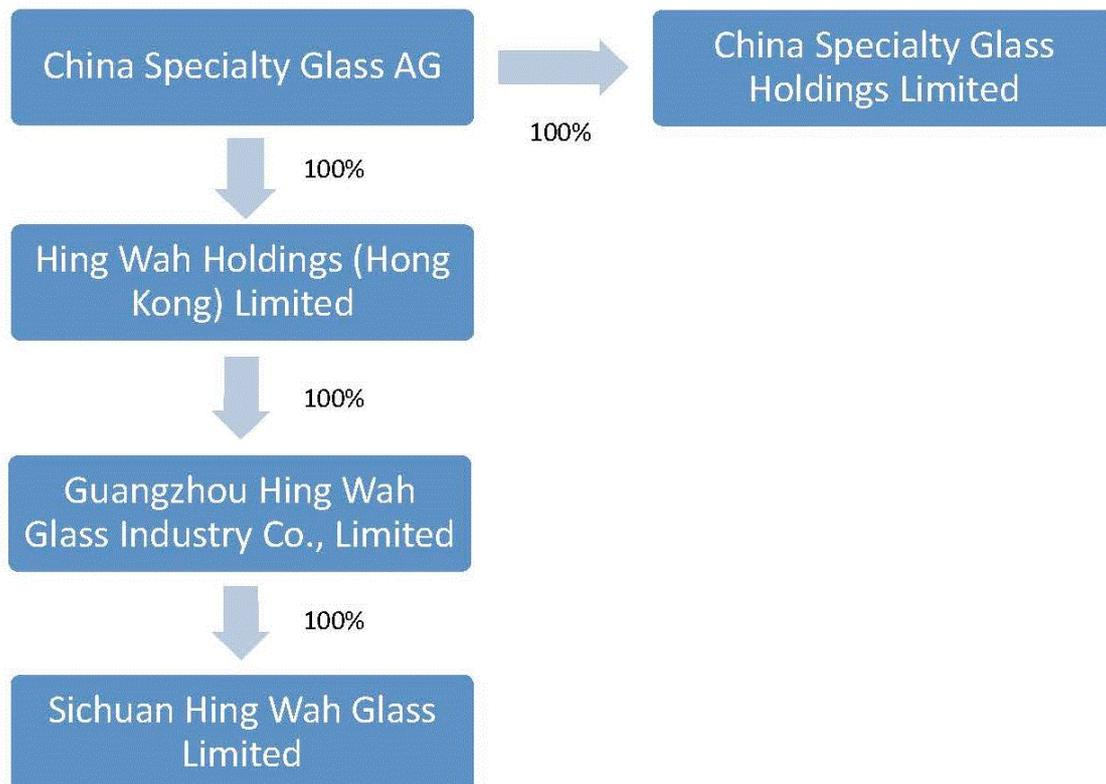 China Specialty Glass AG
China Specialty Glass
Holdings Limited
100%
100%
Hing Wah Holdings (Hong
Kong) Limited
100%
Guangzhou Hing Wah
Glass Industry Co., Limited
100%
Sichuan Hing Wah Glass
Limited